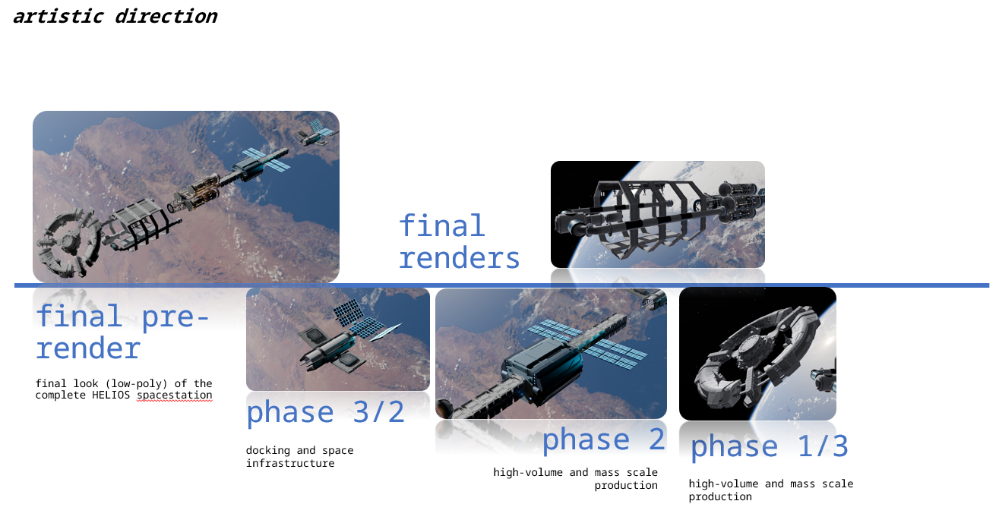 artistic direction
final
renders
final pre-
render
final look (low-poly) of the
complete HELIOS spacestation
phase 3/2
docking and space
infrastructure
phase 2
high-volume and mass scale
production
phase 1/3
high-volume and mass scale
production